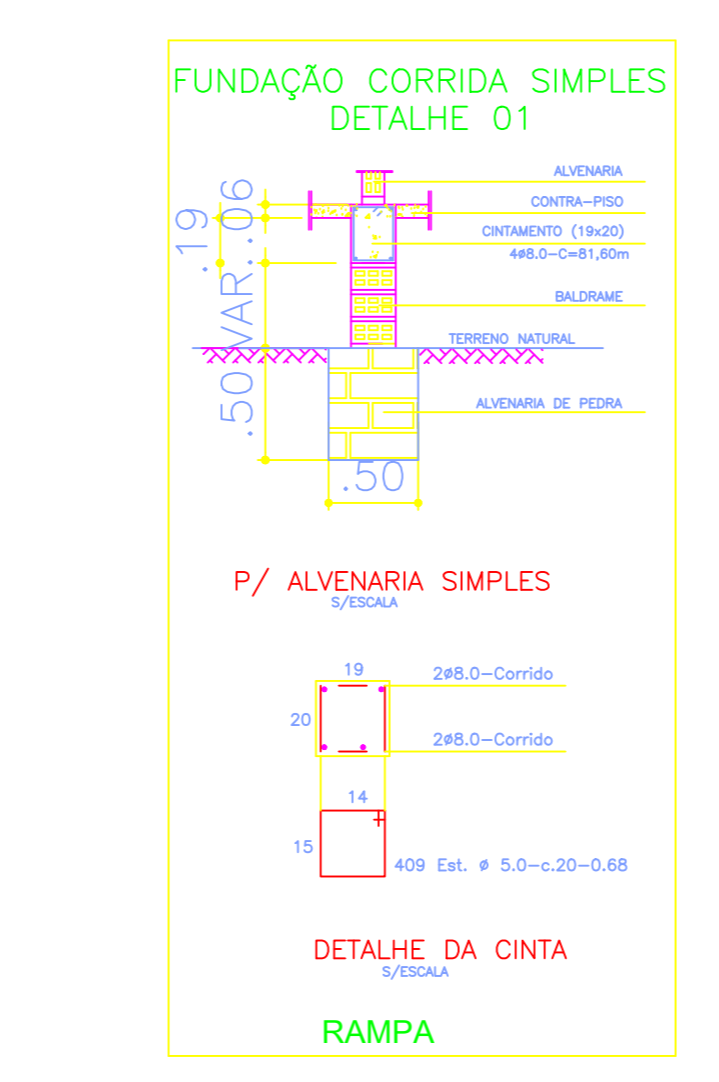 FUNDAÇÃO CORRIDA SIMPLES
DETALHE 01
ALVENARIA
CONTRA-PISO
CINTAMENTO (19x20)
4ø8.0-C=81,60m
BALDRAME
TERRENO NATURAL
ALVENARIA DE PEDRA
.19
.06
VAR.
.50
.50
P/ ALVENARIA SIMPLES
S/ESCALA
19
2ø8.0-Corrido
20
2ø8.0-Corrido
14
15
409 Est. ø 5.0-c.20-0.68
DETALHE DA CINTA
S/ESCALA
RAMPA